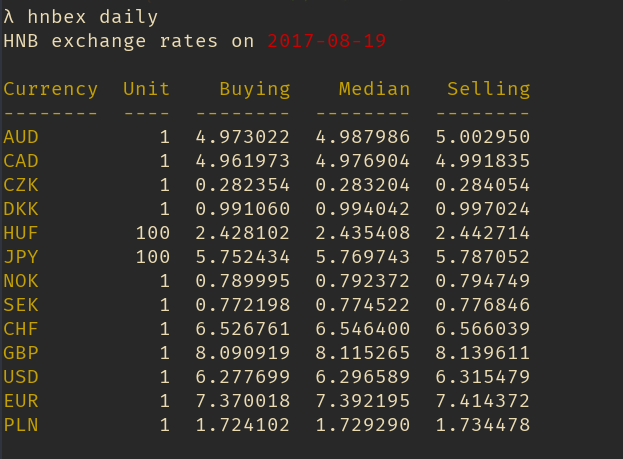 λ hnbex daily
HNB exchange rates on 2017-08-19

Currency  Unit    Buying    Median   Selling
--------  ----  --------  --------  --------
AUD          1  4.973022  4.987986  5.002950
CAD          1  4.961973  4.976904  4.991835
CZK          1  0.282354  0.283204  0.284054
DKK          1  0.991060  0.994042  0.997024
HUF        100  2.428102  2.435408  2.442714
JPY        100  5.752434  5.769743  5.787052
NOK          1  0.789995  0.792372  0.794749
SEK          1  0.772198  0.774522  0.776846
CHF          1  6.526761  6.546400  6.566039
GBP          1  8.090919  8.115265  8.139611
USD          1  6.277699  6.296589  6.315479
EUR          1  7.370018  7.392195  7.414372
PLN          1  1.724102  1.729290  1.734478